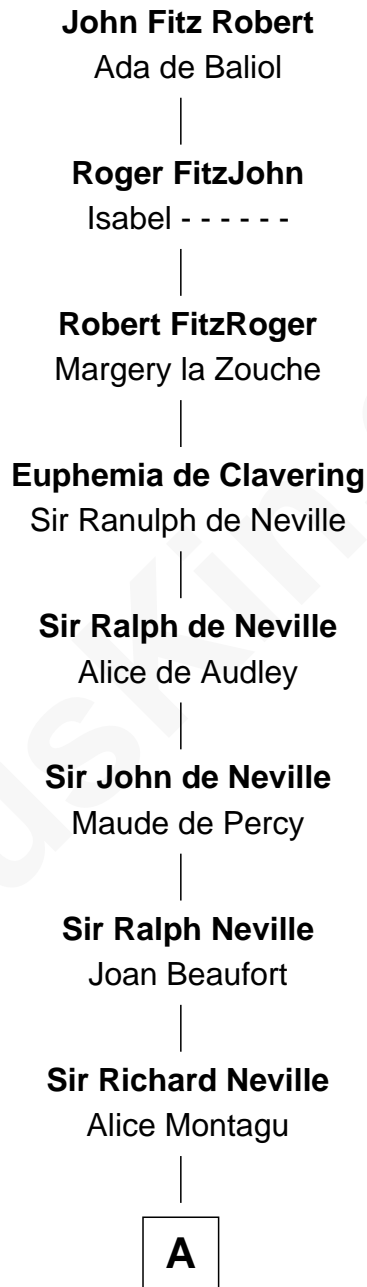 John Fitz Robert
Ada de Baliol
Roger FitzJohn
Isabel - - - - - -
Robert FitzRoger
Margery la Zouche
Euphemia de Clavering
Sir Ranulph de Neville
Sir Ralph de Neville
Alice de Audley
Sir John de Neville
Maude de Percy
Sir Ralph Neville
Joan Beaufort
Sir Richard Neville
Alice Montagu
A